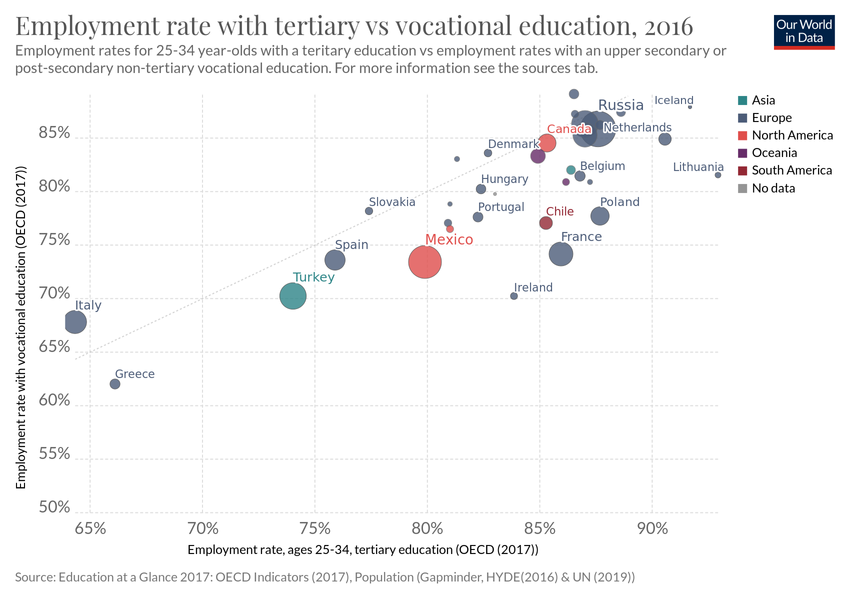 Employment rate with tertiary vs vocational education, 2016
Employment rates for 25-34 year-olds with a teritary education vs employment rates with an upper secondary or
post-secondary non-tertiary vocational education. For more information see the sources tab.
Our World
in Data
Employment rate with vocational education (OECD (2017))
85%
80%
75%
70%
65%
60%
55%
50%
Russia
Iceland
Canada
Netherlands
Denmark
Belgium
Lithuania
Hungary
Slovakia
Portugal
Chile
Poland
Mexico
France
Spain
Turkey
Ireland
Italy
Greece
65%
70%
75%
80%
85%
90%
Employment rate, ages 25-34, tertiary education (OECD (2017))
Asia
Europe
North America
Oceania
South America
No data
Source: Education at a Glance 2017: OECD Indicators (2017), Population (Gapminder, HYDE(2016) & UN (2019))